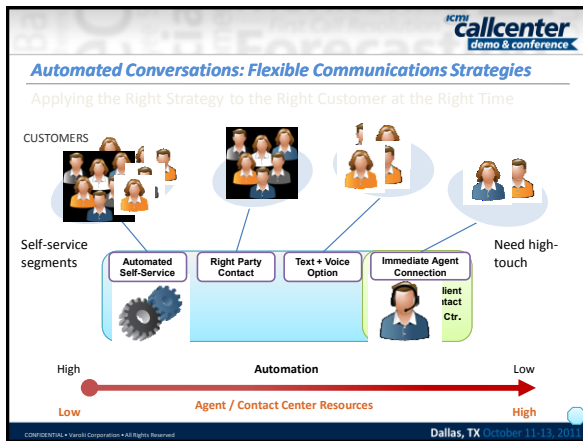 ICMI
callcenter
demo & conference
Forecast
Automated Conversations: Flexible Communications Strategies
Applying the Right Strategy to the Right Customer at the Right Time
CUSTOMERS
Self-service
segments
Need high-
touch
Automated
Self-Service
Right Party
Contact
Text + Voice
Option
Immediate Agent
Connection
Ctr.
High
Automation
Low
Low
Agent / Contact Center Resources
High
CONFIDENTIAL • Varolii Corporation • All Rights Reserved
Dallas, TX October 11-13, 2011